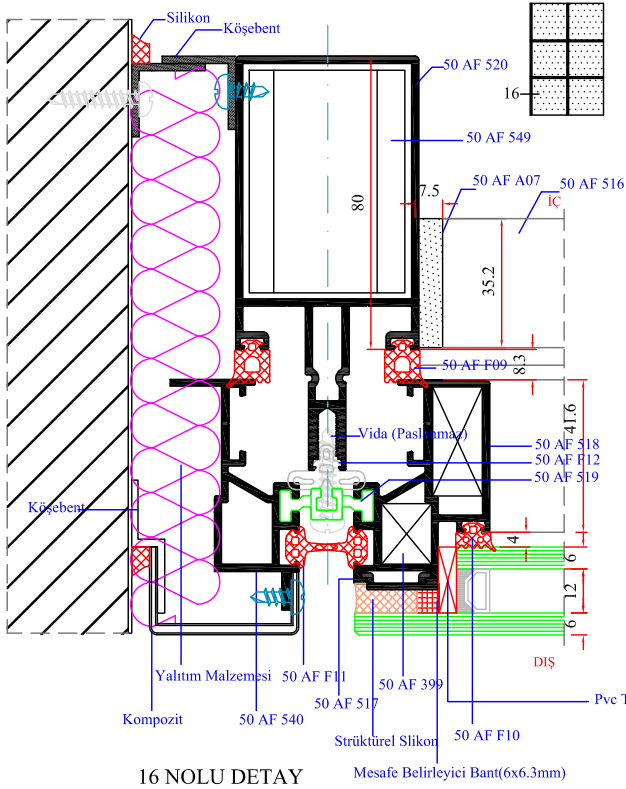 Silikon
Köşebent
50 AF 520
16
50 AF 549
7.5
50 AF A07
50 AF 516
İÇ
80
35.2
8.3
50 AF F09
41.6
Vida (Paslanmaz)
50 AF 518
50 AF F12
50 AF 519
Köşebent
4
6
12
6
DIŞ
Yalıtım Malzemesi
50 AF F11
50 AF 399
50 AF 517
Pvc T
Kompozit
50 AF 540
Strüktürel Slikon
50 AF F10
Mesafe Belirleyici Bant(6x6.3mm)
16 NOLU DETAY